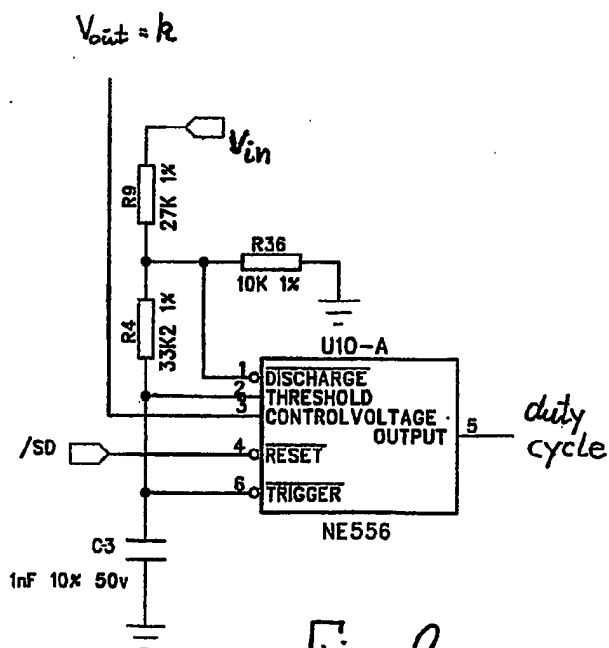 Vout = k
Vin
R9
27K 1%
R36
10K 1%
R4
33K2 1%
U10-A
1 DISCHARGE
2 THRESHOLD
3 CONTROLVOLTAGE
OUTPUT 5
duty
cycle
/SD
4 RESET
6 TRIGGER
NE556
C3
1nF 10% 50v